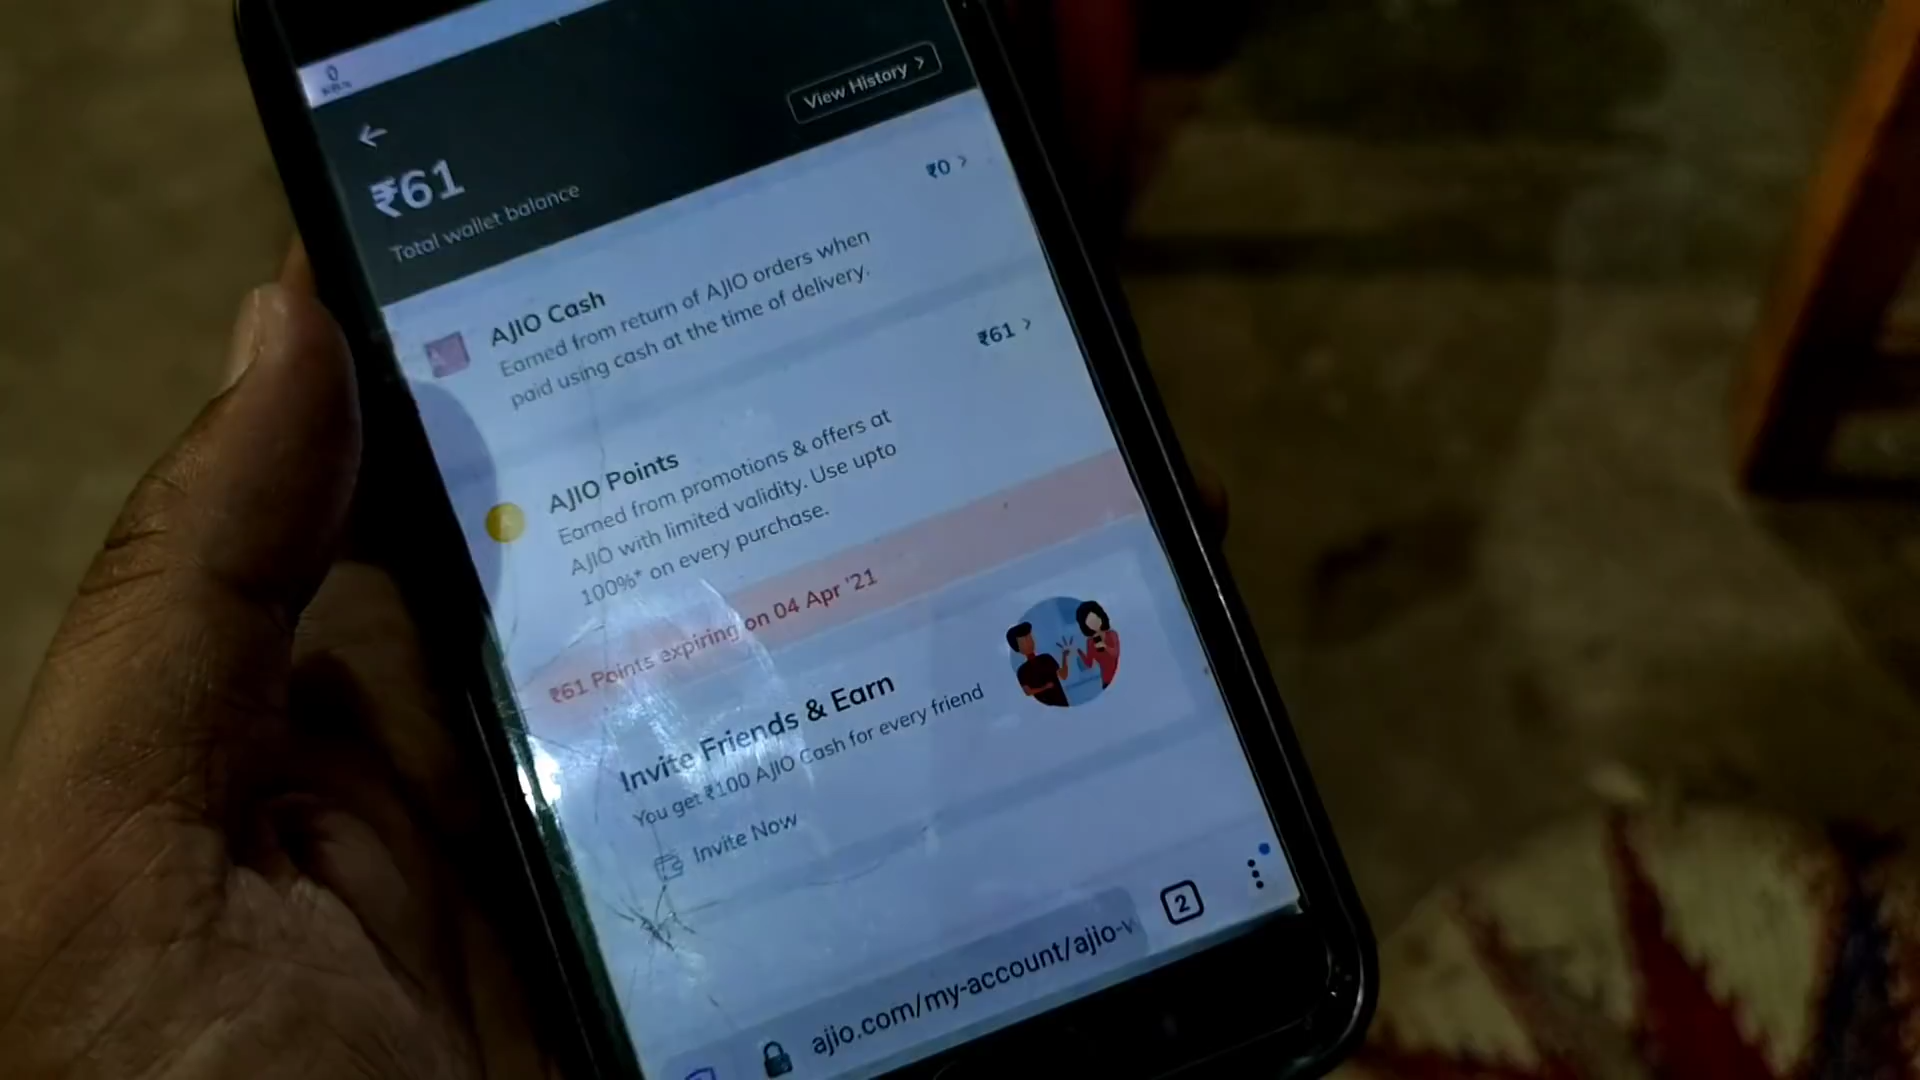 View History >
₹61
Total wallet balance
₹0 >
AJIO Cash
Earned from return of AJIO orders when
paid using cash at the time of delivery.
₹61 >
AJIO Points
Earned from promotions & offers at
AJIO with limited validity. Use upto
100%* on every purchase.
₹61 Points expiring on 04 Apr '21
Invite Friends & Earn
You get ₹100 AJIO Cash for every friend
Invite Now
2
ajio.com/my-account/ajio-